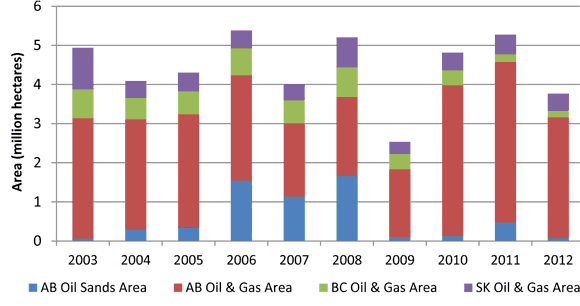 6
5
4
3
2
1
0
Area (million hectares)
2003 2004 2005 2006 2007 2008 2009 2010 2011 2012
AB Oil Sands Area AB Oil & Gas Area BC Oil & Gas Area SK Oil & Gas Area